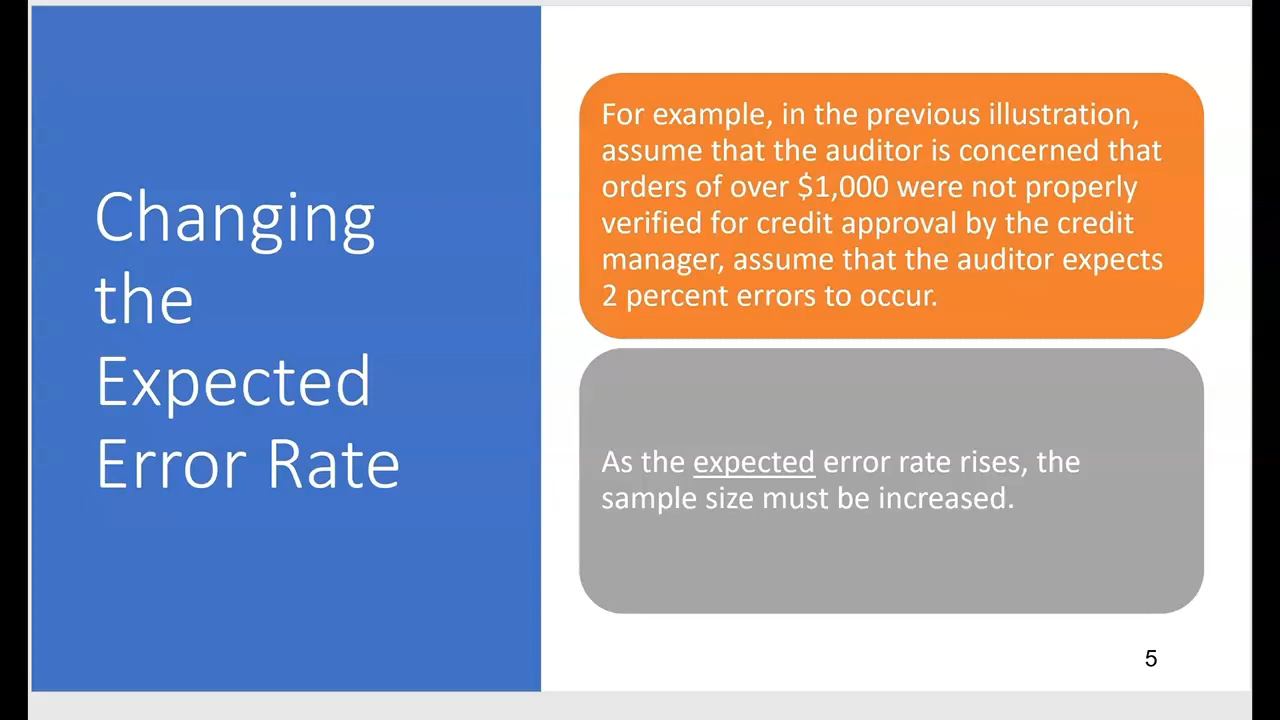 Changing
the
Expected
Error Rate
For example, in the previous illustration,
assume that the auditor is concerned that
orders of over $1,000 were not properly
verified for credit approval by the credit
manager, assume that the auditor expects
2 percent errors to occur.
As the expected error rate rises, the
sample size must be increased.
5